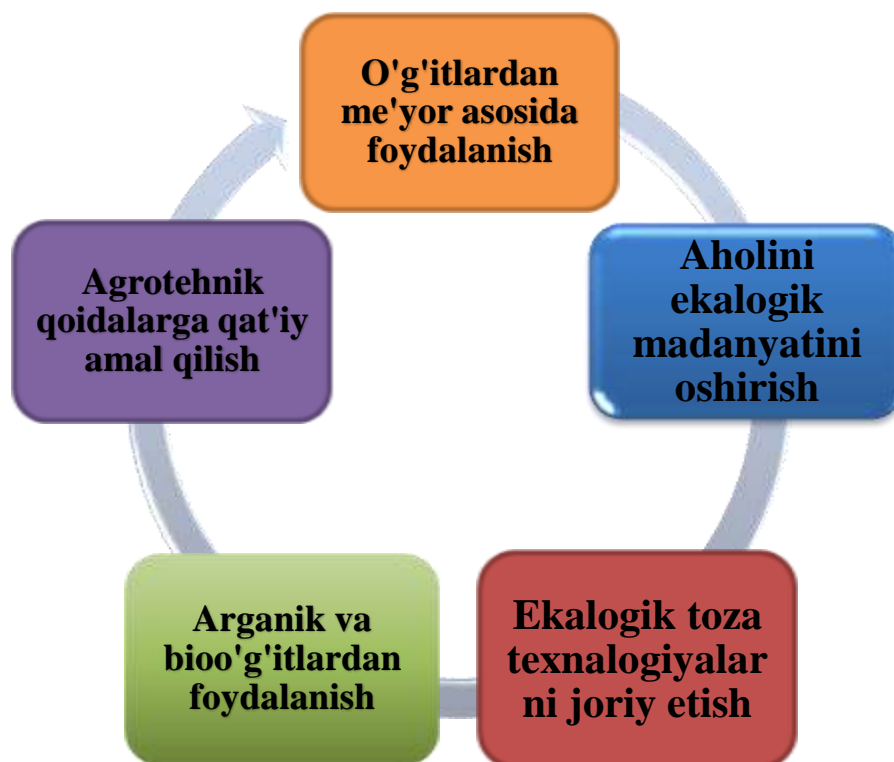 O'g'itlardan
me'yor asosida
foydalanish
Aholini
ekalogik
madanyatini
oshirish
Ekalogik toza
texnalogiyalar
ni joriy etish
Arganik va
bioo'g'itlardan
foydalanish
Agrotehnik
qoidalarga qat'iy
amal qilish